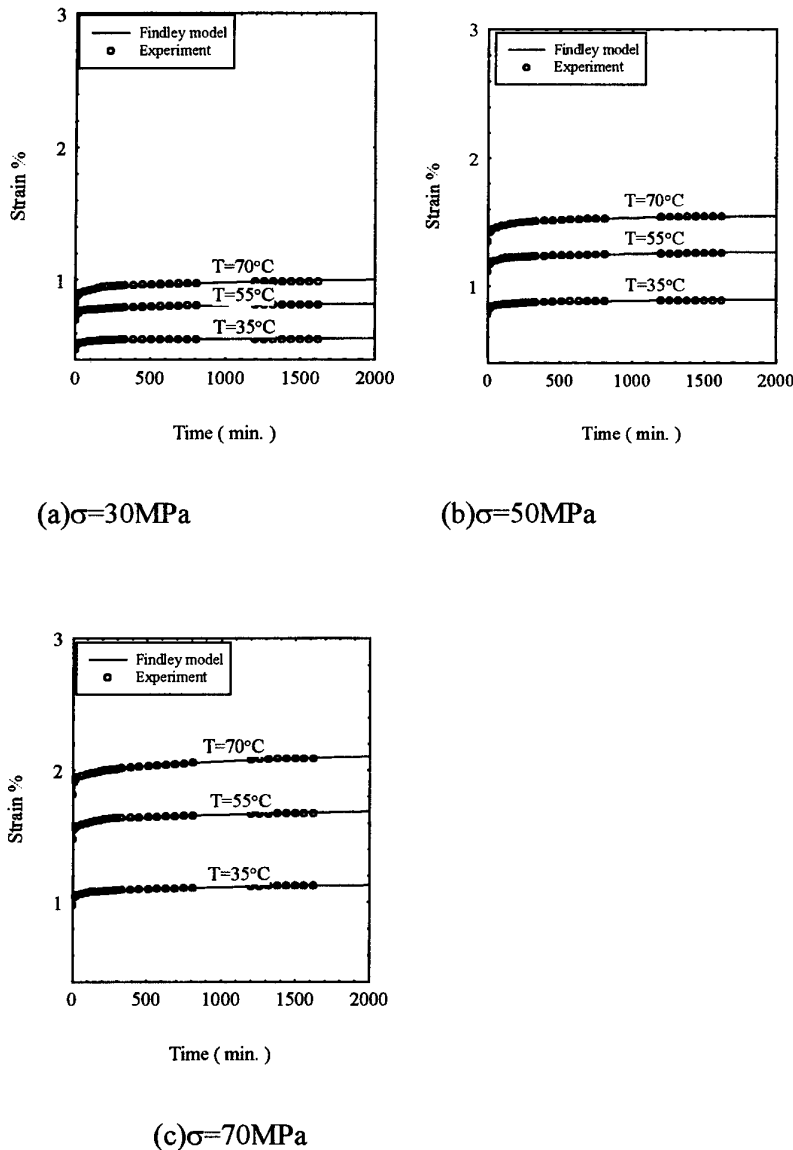 3
Findley model
Experiment
2
Strain %
T=70°C
1
T=55°C
T=35°C
0 500 1000 1500 2000
Time ( min. )
(a)σ=30MPa
3
Findley model
Experiment
2
Strain %
T=70°C
T=55°C
1
T=35°C
0 500 1000 1500 2000
Time ( min. )
(b)σ=50MPa
3
Findley model
Experiment
T=70°C
2
Strain %
T=55°C
T=35°C
1
0 500 1000 1500 2000
Time ( min. )
(c)σ=70MPa